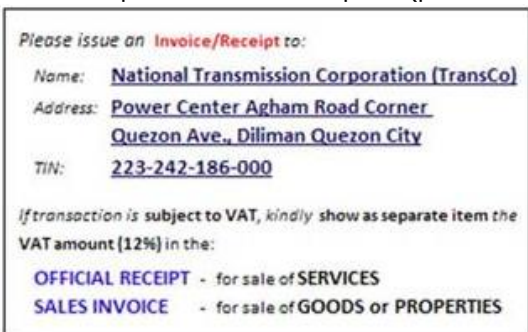 Please issue an Invoice/Receipt to:
Name: National Transmission Corporation (TransCo)
Address: Power Center Agham Road Corner
Quezon Ave., Diliman Quezon City
TIN: 223-242-186-000
If transaction is subject to VAT, kindly show as separate item the
VAT amount (12%) in the:
OFFICIAL RECEIPT - for sale of SERVICES
SALES INVOICE - for sale of GOODS or PROPERTIES